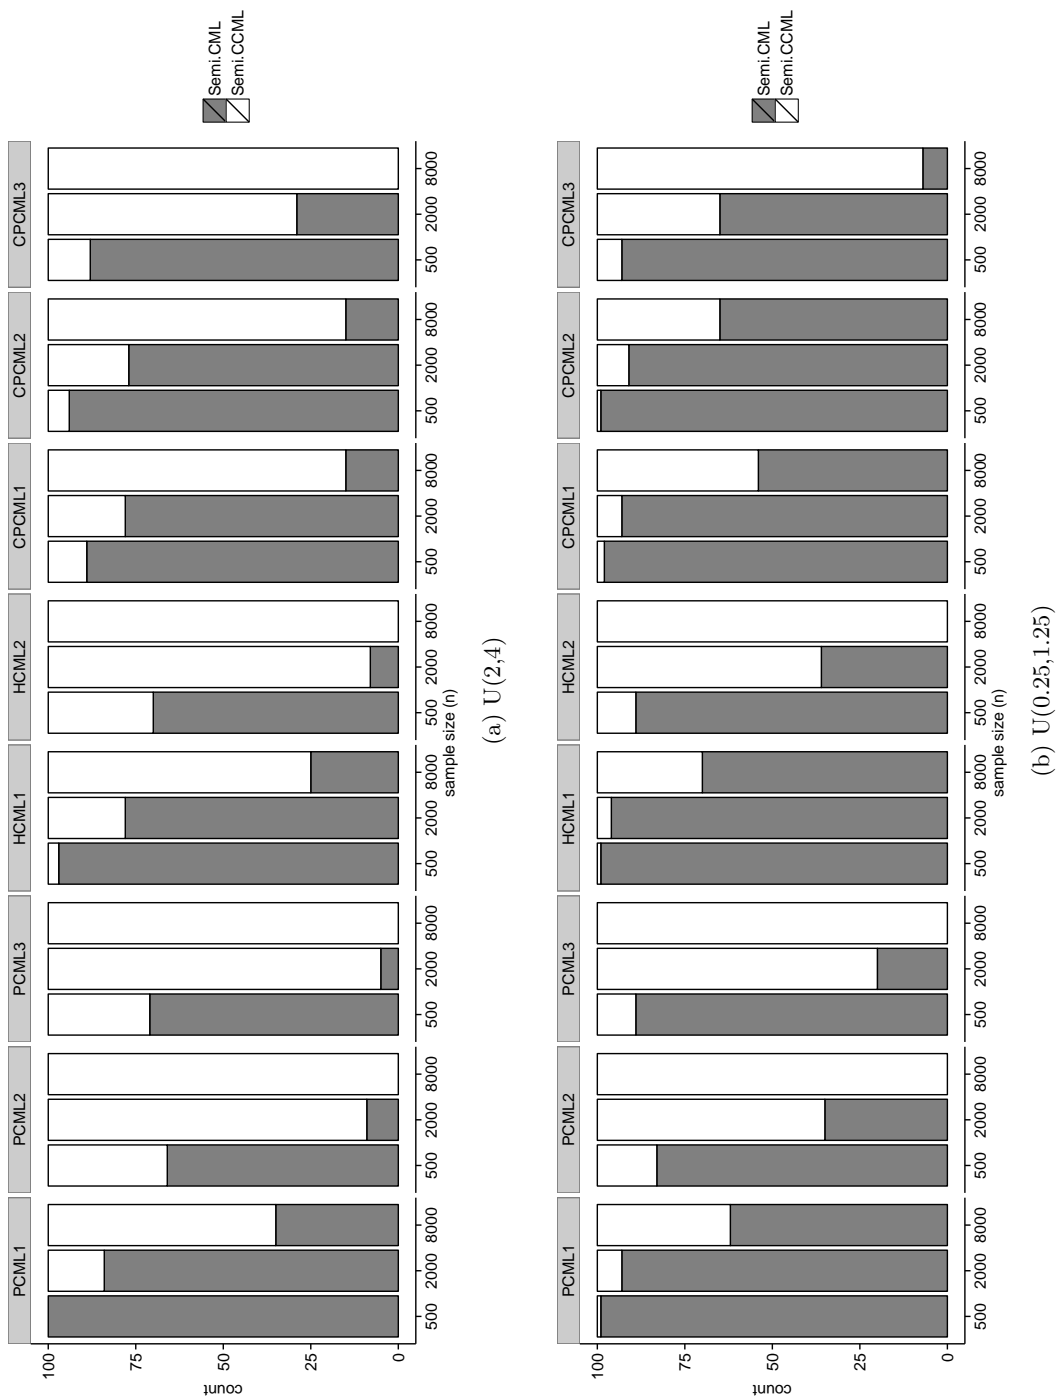 PCML1 PCML2 PCML3 HCML1 HCML2 CPCML1 CPCML2 CPCML3
100
75
50
25
0
count
500 2000 8000 500 2000 8000 500 2000 8000 500 2000 8000 500 2000 8000 500 2000 8000 500 2000 8000 500 2000 8000
sample size (n)
Semi.CML
Semi.CCML
(a) U(2,4)
PCML1 PCML2 PCML3 HCML1 HCML2 CPCML1 CPCML2 CPCML3
100
75
50
25
0
count
500 2000 8000 500 2000 8000 500 2000 8000 500 2000 8000 500 2000 8000 500 2000 8000 500 2000 8000 500 2000 8000
sample size (n)
Semi.CML
Semi.CCML
(b) U(0.25,1.25)